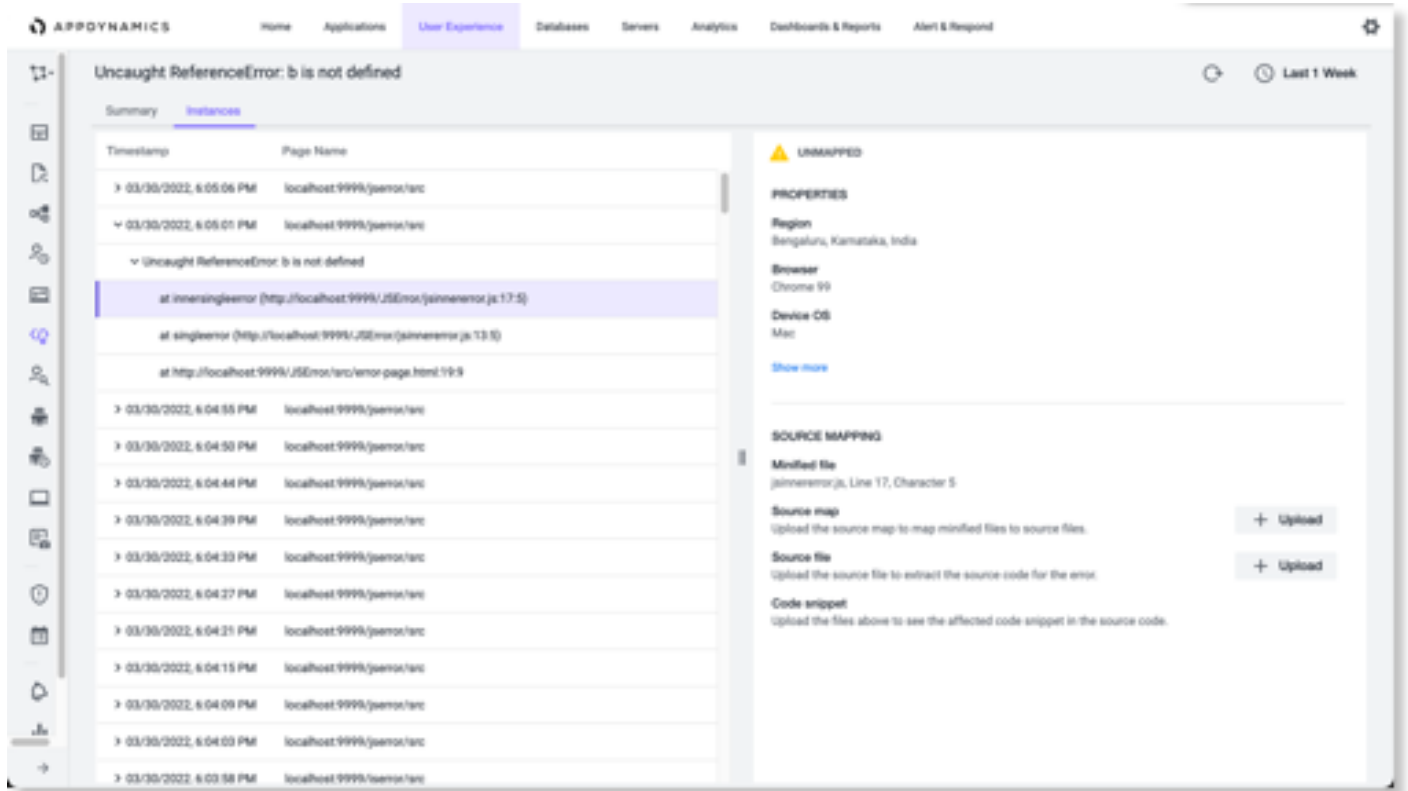 APPDYNAMICS
Home Applications User Experience Databases Servers Analytics Dashboards & Reports Alert & Respond
Uncaught ReferenceError: b is not defined
Last 1 Week
Summary Instances
Timestamp Page Name
03/30/2022, 6:05:06 PM localhost:9999/jserror/src
03/30/2022, 6:05:01 PM localhost:9999/jserror/src
Uncaught ReferenceError: b is not defined
at innersingleerror (http://localhost:9999/JSError/jsinnererror.js:17:5)
at singleerror (http://localhost:9999/JSError/jsinnererror.js:13:5)
at http://localhost:9999/JSError/src/error-page.html:19:9
03/30/2022, 6:04:55 PM localhost:9999/jserror/src
03/30/2022, 6:04:50 PM localhost:9999/jserror/src
03/30/2022, 6:04:44 PM localhost:9999/jserror/src
03/30/2022, 6:04:39 PM localhost:9999/jserror/src
03/30/2022, 6:04:33 PM localhost:9999/jserror/src
03/30/2022, 6:04:27 PM localhost:9999/jserror/src
03/30/2022, 6:04:21 PM localhost:9999/jserror/src
03/30/2022, 6:04:15 PM localhost:9999/jserror/src
03/30/2022, 6:04:09 PM localhost:9999/jserror/src
03/30/2022, 6:04:03 PM localhost:9999/jserror/src
03/30/2022, 6:03:58 PM localhost:9999/jserror/src
UNMAPPED
PROPERTIES
Region
Bengaluru, Karnataka, India
Browser
Chrome 99
Device OS
Mac
Show more
SOURCE MAPPING
Minified file
jsinnererror.js, Line 17, Character 5
Source map
Upload the source map to map minified files to source files.
+ Upload
Source file
Upload the source file to extract the source code for the error.
+ Upload
Code snippet
Upload the files above to see the affected code snippet in the source code.